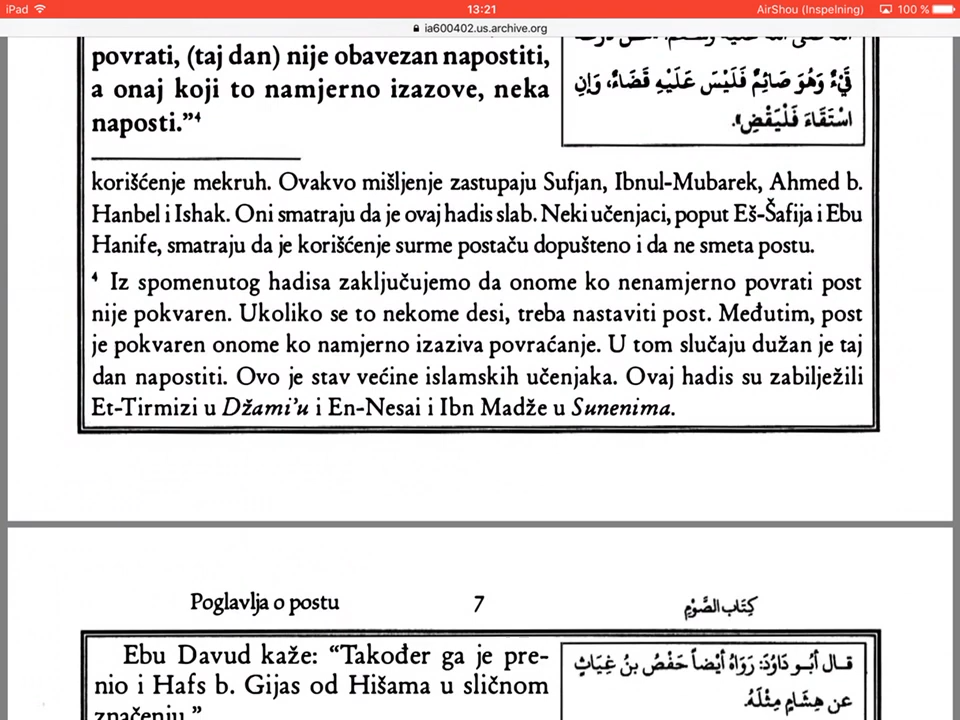 iPad
13:21
AirShou (Inspelning)
100 %
ia600402.us.archive.org
povrati, (taj dan) nije obavezan napostiti,
a onaj koji to namjerno izazove, neka
naposti.”⁴
قَيْءٌ وَهُوَ صَائِمٌ فَلَيْسَ عَلَيْهِ قَضَاءٌ، وَإِنِ
اسْتَقَاءَ فَلْيَقْضِ».
korišćenje mekruh. Ovakvo mišljenje zastupaju Sufjan, Ibnul-Mubarek, Ahmed b.
Hanbel i Ishak. Oni smatraju da je ovaj hadis slab. Neki učenjaci, poput Eš-Šafija i Ebu
Hanife, smatraju da je korišćenje surme postaču dopušteno i da ne smeta postu.
⁴ Iz spomenutog hadisa zaključujemo da onome ko nenamjerno povrati post
nije pokvaren. Ukoliko se to nekome desi, treba nastaviti post. Međutim, post
je pokvaren onome ko namjerno izaziva povraćanje. U tom slučaju dužan je taj
dan napostiti. Ovo je stav većine islamskih učenjaka. Ovaj hadis su zabilježili
Et-Tirmizi u Džami’u i En-Nesai i Ibn Madže u Sunenima.
Poglavlja o postu
7
كِتَاب الصَّوْمِ
Ebu Davud kaže: “Također ga je pre-
nio i Hafs b. Gijas od Hišama u sličnom
značenju.”
قال أَبُو دَاوُدَ: رَوَاهُ أَيْضاً حَفْصُ بنُ غِيَاثٍ
عن هِشَامٍ مِثْلَهُ.